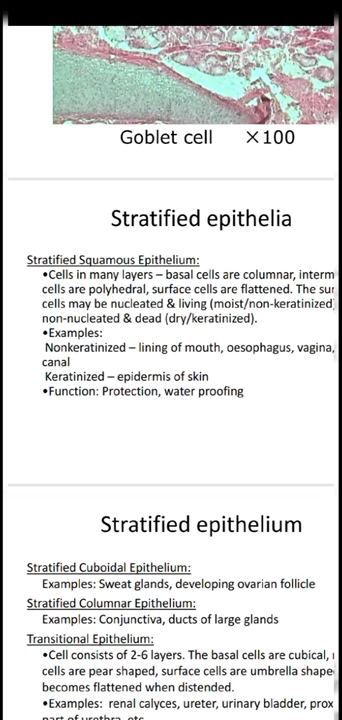 Goblet cell ×100
Stratified epithelia
Stratified Squamous Epithelium:
•Cells in many layers – basal cells are columnar,
cells are polyhedral, surface cells are flattened. The
cells may be nucleated & living (moist/non-keratinized
non-nucleated & dead (dry/keratinized).
•Examples:
Nonkeratinized – lining of mouth, oesophagus, vagina,
canal
Keratinized – epidermis of skin
•Function: Protection, water proofing
Stratified epithelium
Stratified Cuboidal Epithelium:
Examples: Sweat glands, developing ovarian follicle
Stratified Columnar Epithelium:
Examples: Conjunctiva, ducts of large glands
Transitional Epithelium:
•Cell consists of 2-6 layers. The basal cells are cubical,
cells are pear shaped, surface cells are umbrella shape
becomes flattened when distended.
•Examples: renal calyces, ureter, urinary bladder,
part of urethra, etc